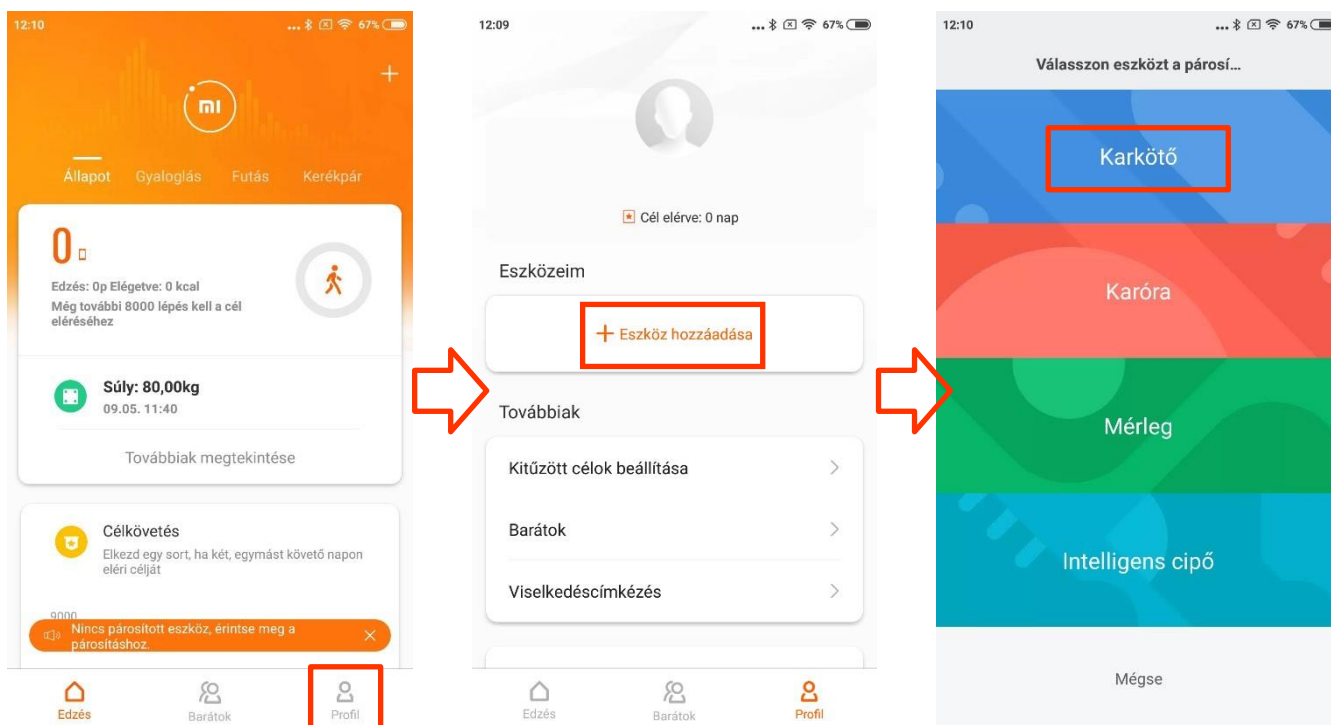 12:10
67%
mi
Állapot Gyaloglás Futás Kerékpár
0
Edzés: 0p Elégetve: 0 kcal
Még további 8000 lépés kell a cél
eléréséhez
Súly: 80,00kg
09.05. 11:40
Továbbiak megtekintése
Célkövetés
Elkezd egy sort, ha két, egymást követő napon
eléri célját
9000
Nincs párosított eszköz, érintse meg a
párosításhoz.
Edzés Barátok Profil
12:09
67%
Cél elérve: 0 nap
Eszközeim
+ Eszköz hozzáadása
Továbbiak
Kitűzött célok beállítása
Barátok
Viselkedéscímkézés
Edzés Barátok Profil
12:10
67%
Válasszon eszközt a párosí...
Karkötő
Karóra
Mérleg
Intelligens cipő
Mégse